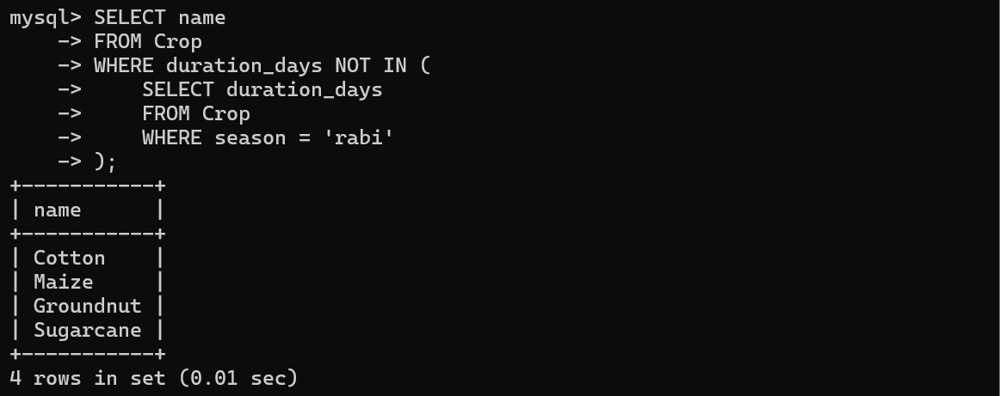 mysql> SELECT name
    -> FROM Crop
    -> WHERE duration_days NOT IN (
    ->     SELECT duration_days
    ->     FROM Crop
    ->     WHERE season = 'rabi'
    -> );
+-----------+
| name      |
+-----------+
| Cotton    |
| Maize     |
| Groundnut |
| Sugarcane |
+-----------+
4 rows in set (0.01 sec)